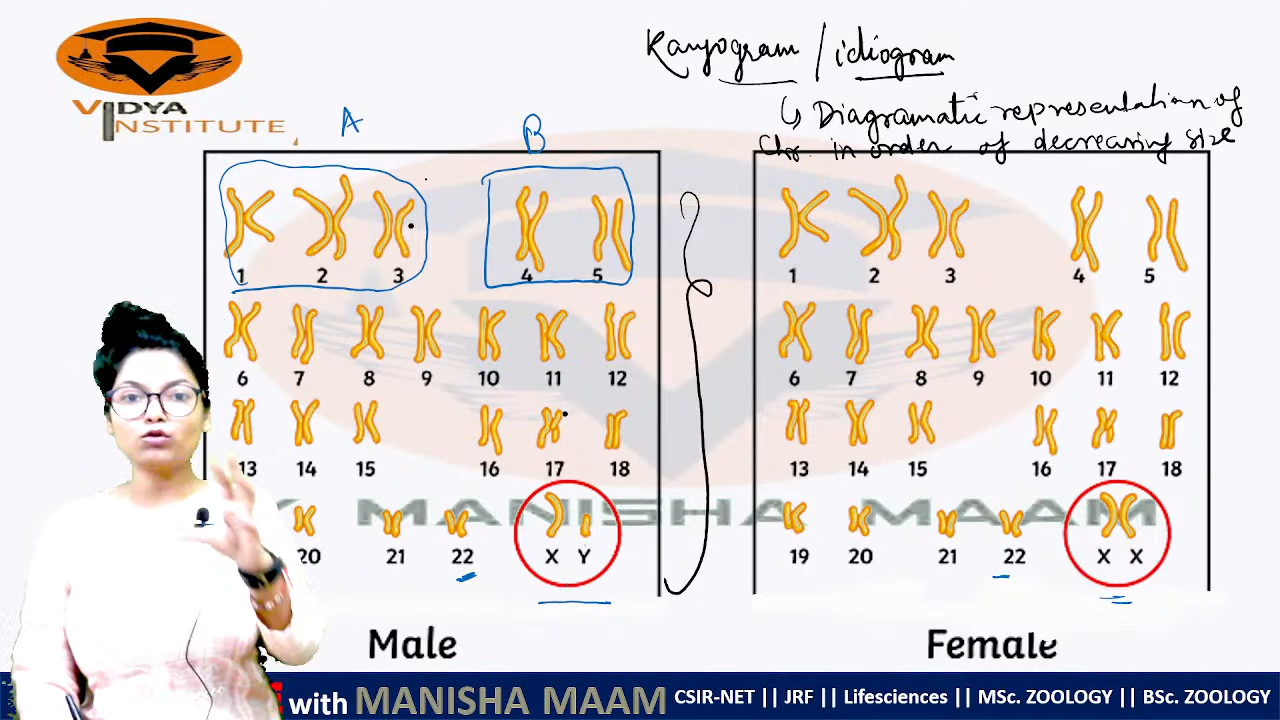 Karyogram / idiogram
↳ Diagramatic representation of
Chr. in order of decreasing size
VIDYA
INSTITUTE
A
B
1 2 3 4 5
6 7 8 9 10 11 12
13 14 15 16 17 18
20 21 22 X Y
Male
1 2 3 4 5
6 7 8 9 10 11 12
13 14 15 16 17 18
19 20 21 22 X X
Female
MANISHA MAAM
with MANISHA MAAM CSIR-NET || JRF || Lifesciences || MSc. ZOOLOGY || BSc. ZOOLOGY